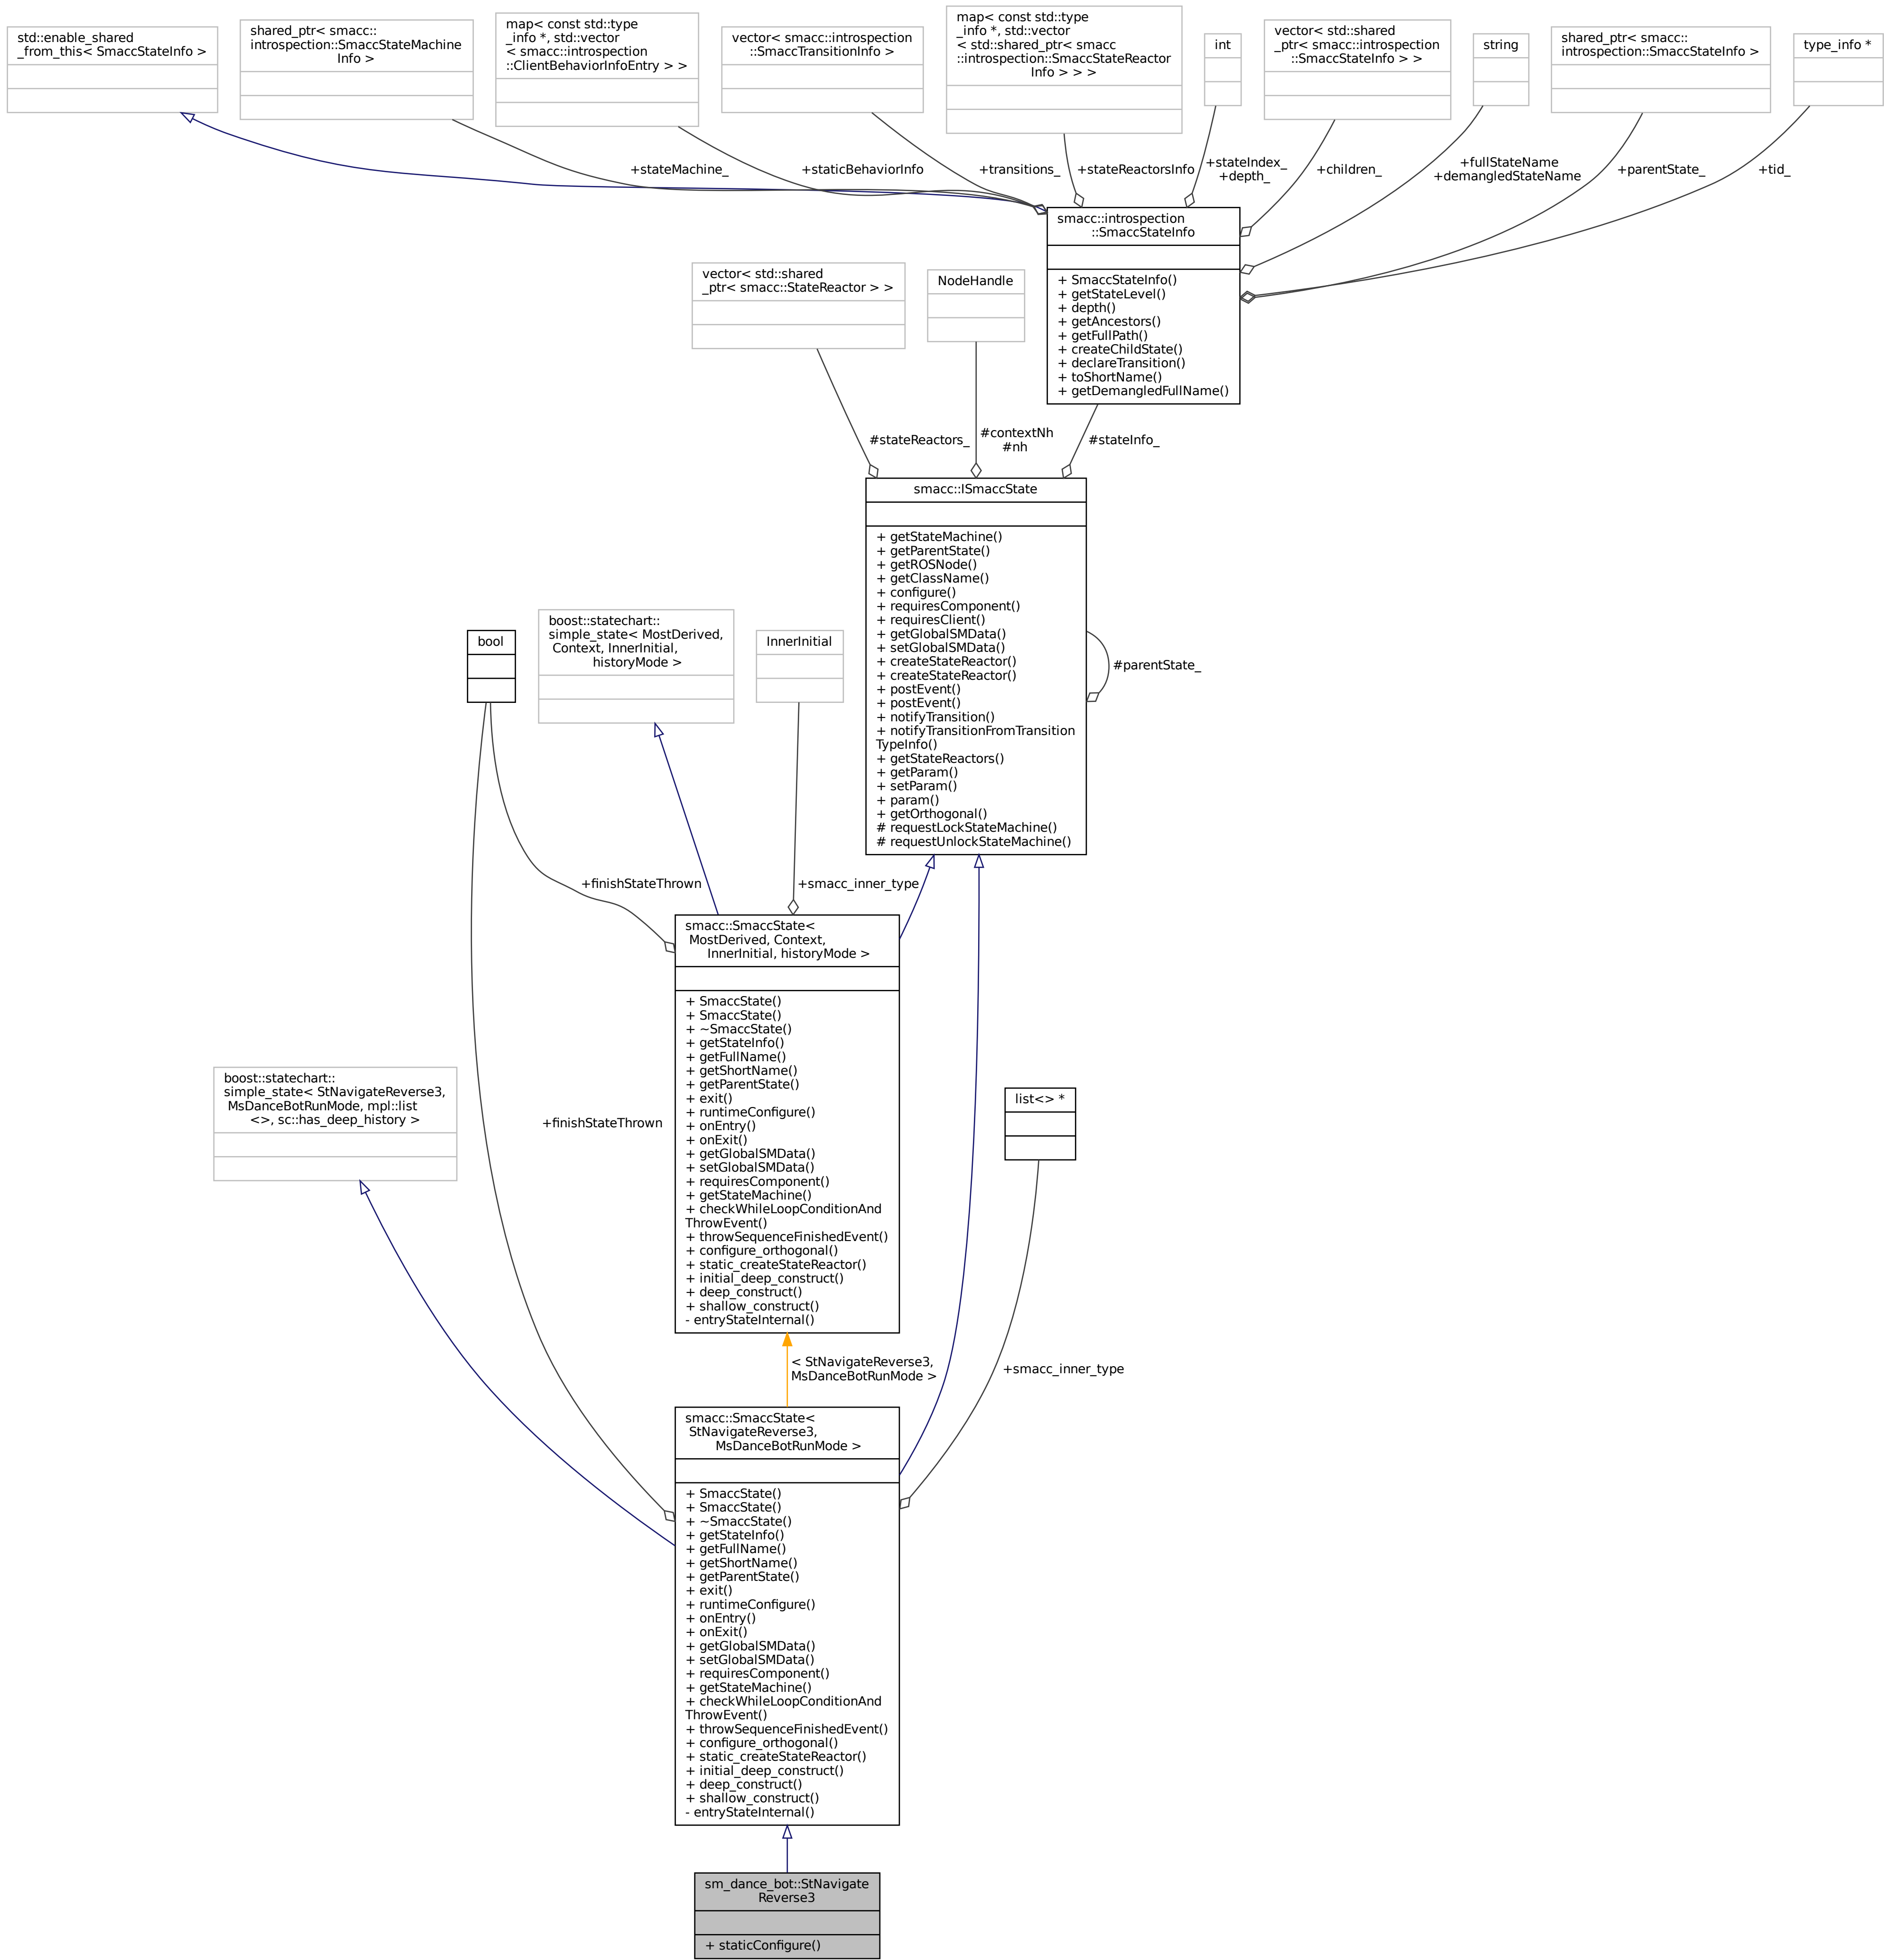 std::enable_shared
_from_this< SmaccStateInfo >
shared_ptr< smacc::
introspection::SmaccStateMachine
Info >
map< const std::type
_info *, std::vector
< smacc::introspection
::ClientBehaviorInfoEntry > >
vector< smacc::introspection
::SmaccTransitionInfo >
map< const std::type
_info *, std::vector
< std::shared_ptr< smacc
::introspection::SmaccStateReactor
Info > > >
int
vector< std::shared
_ptr< smacc::introspection
::SmaccStateInfo > >
string
shared_ptr< smacc::
introspection::SmaccStateInfo >
type_info *
+stateMachine_
+staticBehaviorInfo
+transitions_
+stateReactorsInfo
+stateIndex_
+depth_
+children_
+fullStateName
+demangledStateName
+parentState_
+tid_
smacc::introspection
::SmaccStateInfo
+ SmaccStateInfo()
+ getStateLevel()
+ depth()
+ getAncestors()
+ getFullPath()
+ createChildState()
+ declareTransition()
+ toShortName()
+ getDemangledFullName()
vector< std::shared
_ptr< smacc::StateReactor > >
NodeHandle
#stateReactors_
#contextNh
#nh
#stateInfo_
smacc::ISmaccState
+ getStateMachine()
+ getParentState()
+ getROSNode()
+ getClassName()
+ configure()
+ requiresComponent()
+ requiresClient()
+ getGlobalSMData()
+ setGlobalSMData()
+ createStateReactor()
+ createStateReactor()
+ postEvent()
+ postEvent()
+ notifyTransition()
+ notifyTransitionFromTransition
TypeInfo()
+ getStateReactors()
+ getParam()
+ setParam()
+ param()
+ getOrthogonal()
# requestLockStateMachine()
# requestUnlockStateMachine()
#parentState_
bool
boost::statechart::
simple_state< MostDerived,
Context, InnerInitial,
historyMode >
InnerInitial
+finishStateThrown
+smacc_inner_type
smacc::SmaccState<
MostDerived, Context,
InnerInitial, historyMode >
+ SmaccState()
+ SmaccState()
+ ~SmaccState()
+ getStateInfo()
+ getFullName()
+ getShortName()
+ getParentState()
+ exit()
+ runtimeConfigure()
+ onEntry()
+ onExit()
+ getGlobalSMData()
+ setGlobalSMData()
+ requiresComponent()
+ getStateMachine()
+ checkWhileLoopConditionAnd
ThrowEvent()
+ throwSequenceFinishedEvent()
+ configure_orthogonal()
+ static_createStateReactor()
+ initial_deep_construct()
+ deep_construct()
+ shallow_construct()
- entryStateInternal()
boost::statechart::
simple_state< StNavigateReverse3,
MsDanceBotRunMode, mpl::list
<>, sc::has_deep_history >
+finishStateThrown
list<> *
< StNavigateReverse3,
MsDanceBotRunMode >
+smacc_inner_type
smacc::SmaccState<
StNavigateReverse3,
MsDanceBotRunMode >
+ SmaccState()
+ SmaccState()
+ ~SmaccState()
+ getStateInfo()
+ getFullName()
+ getShortName()
+ getParentState()
+ exit()
+ runtimeConfigure()
+ onEntry()
+ onExit()
+ getGlobalSMData()
+ setGlobalSMData()
+ requiresComponent()
+ getStateMachine()
+ checkWhileLoopConditionAnd
ThrowEvent()
+ throwSequenceFinishedEvent()
+ configure_orthogonal()
+ static_createStateReactor()
+ initial_deep_construct()
+ deep_construct()
+ shallow_construct()
- entryStateInternal()
sm_dance_bot::StNavigate
Reverse3
+ staticConfigure()